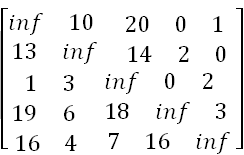 inf 10 20 0 1
13 inf 14 2 0
1 3 inf 0 2
19 6 18 inf 3
16 4 7 16 inf